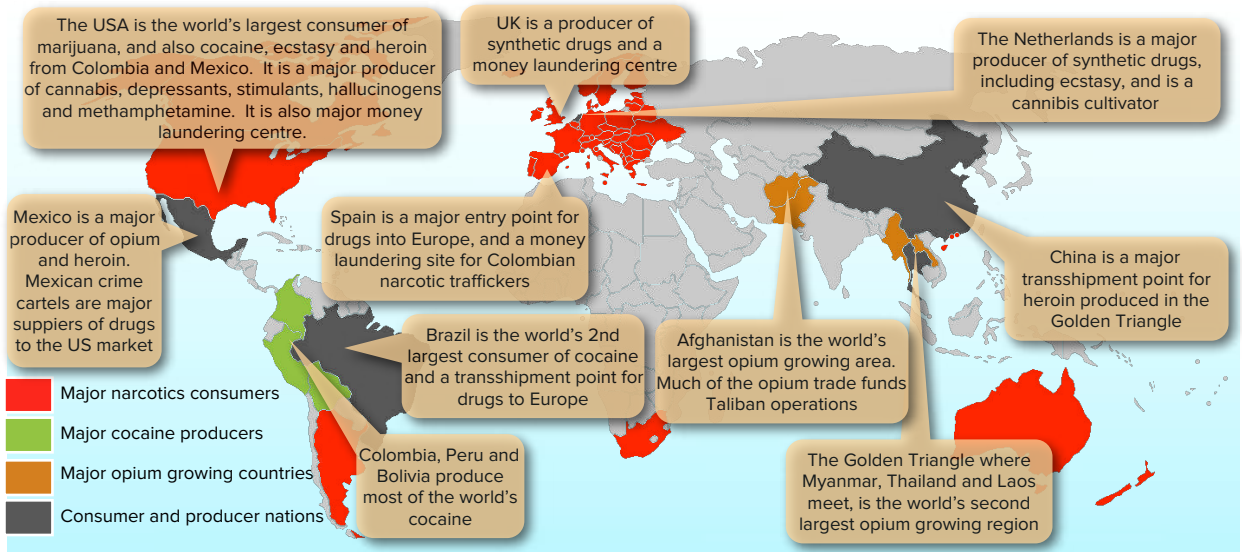 The USA is the world's largest consumer of
marijuana, and also cocaine, ecstasy and heroin
from Colombia and Mexico. It is a major producer
of cannabis, depressants, stimulants, hallucinogens
and methamphetamine. It is also major money
laundering centre.
UK is a producer of
synthetic drugs and a
money laundering centre
The Netherlands is a major
producer of synthetic drugs,
including ecstasy, and is a
cannibis cultivator
Mexico is a major
producer of opium
and heroin.
Mexican crime
cartels are major
suppiers of drugs
to the US market
Spain is a major entry point for
drugs into Europe, and a money
laundering site for Colombian
narcotic traffickers
China is a major
transshipment point for
heroin produced in the
Golden Triangle
Brazil is the world's 2nd
largest consumer of cocaine
and a transshipment point for
drugs to Europe
Afghanistan is the world's
largest opium growing area.
Much of the opium trade funds
Taliban operations
Colombia, Peru and
Bolivia produce
most of the world's
cocaine
The Golden Triangle where
Myanmar, Thailand and Laos
meet, is the world's second
largest opium growing region
Major narcotics consumers
Major cocaine producers
Major opium growing countries
Consumer and producer nations